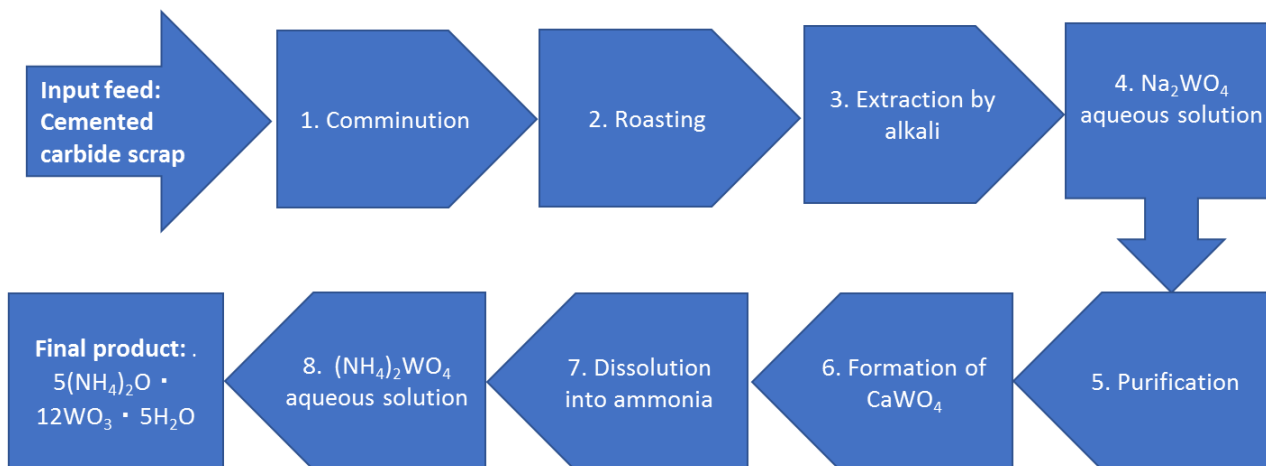 Input feed:
Cemented
carbide scrap
1. Comminution
2. Roasting
3. Extraction by
alkali
4. Na₂WO₄
aqueous solution
5. Purification
6. Formation of
CaWO₄
7. Dissolution
into ammonia
8. (NH₄)₂WO₄
aqueous solution
Final product: .
5(NH₄)₂O・
12WO₃・5H₂O